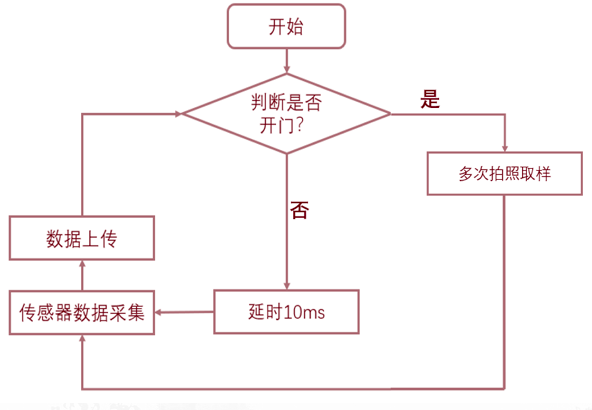 开始
判断是否
开门?
是
多次拍照取样
否
数据上传
传感器数据采集
延时10ms